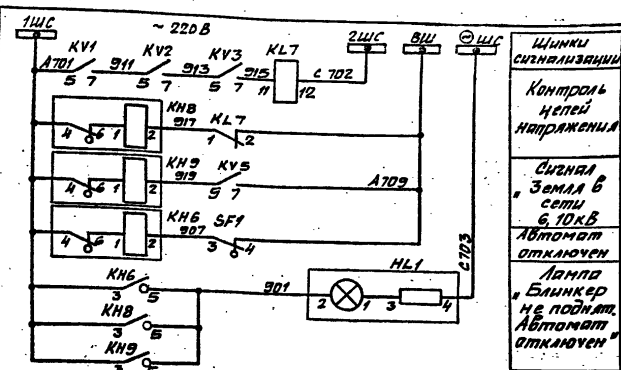 1ШС
~ 220В
2ШС
ВШ
~ШС
Шинки
сигнализации
А701
KV1
911
KV2
913
KV3
915
KL7
С 702
5 7
5 7
5 7
11 12
Контроль
цепей
напряжения
КН8
917
KL7
4 6 1 2
1 2
КН9
919
KV5
А709
4 6 1 2
5 7
Сигнал
„Земля в
сети
6,10кВ
КН6
907
SF1
4 6 1 2
3 4
Автомат
отключен
С703
HL1
КН6
901
2 1 3 4
3 5
КН8
3 5
КН9
3 5
Лампа
„Блинкер
не поднят.
Автомат
отключен"